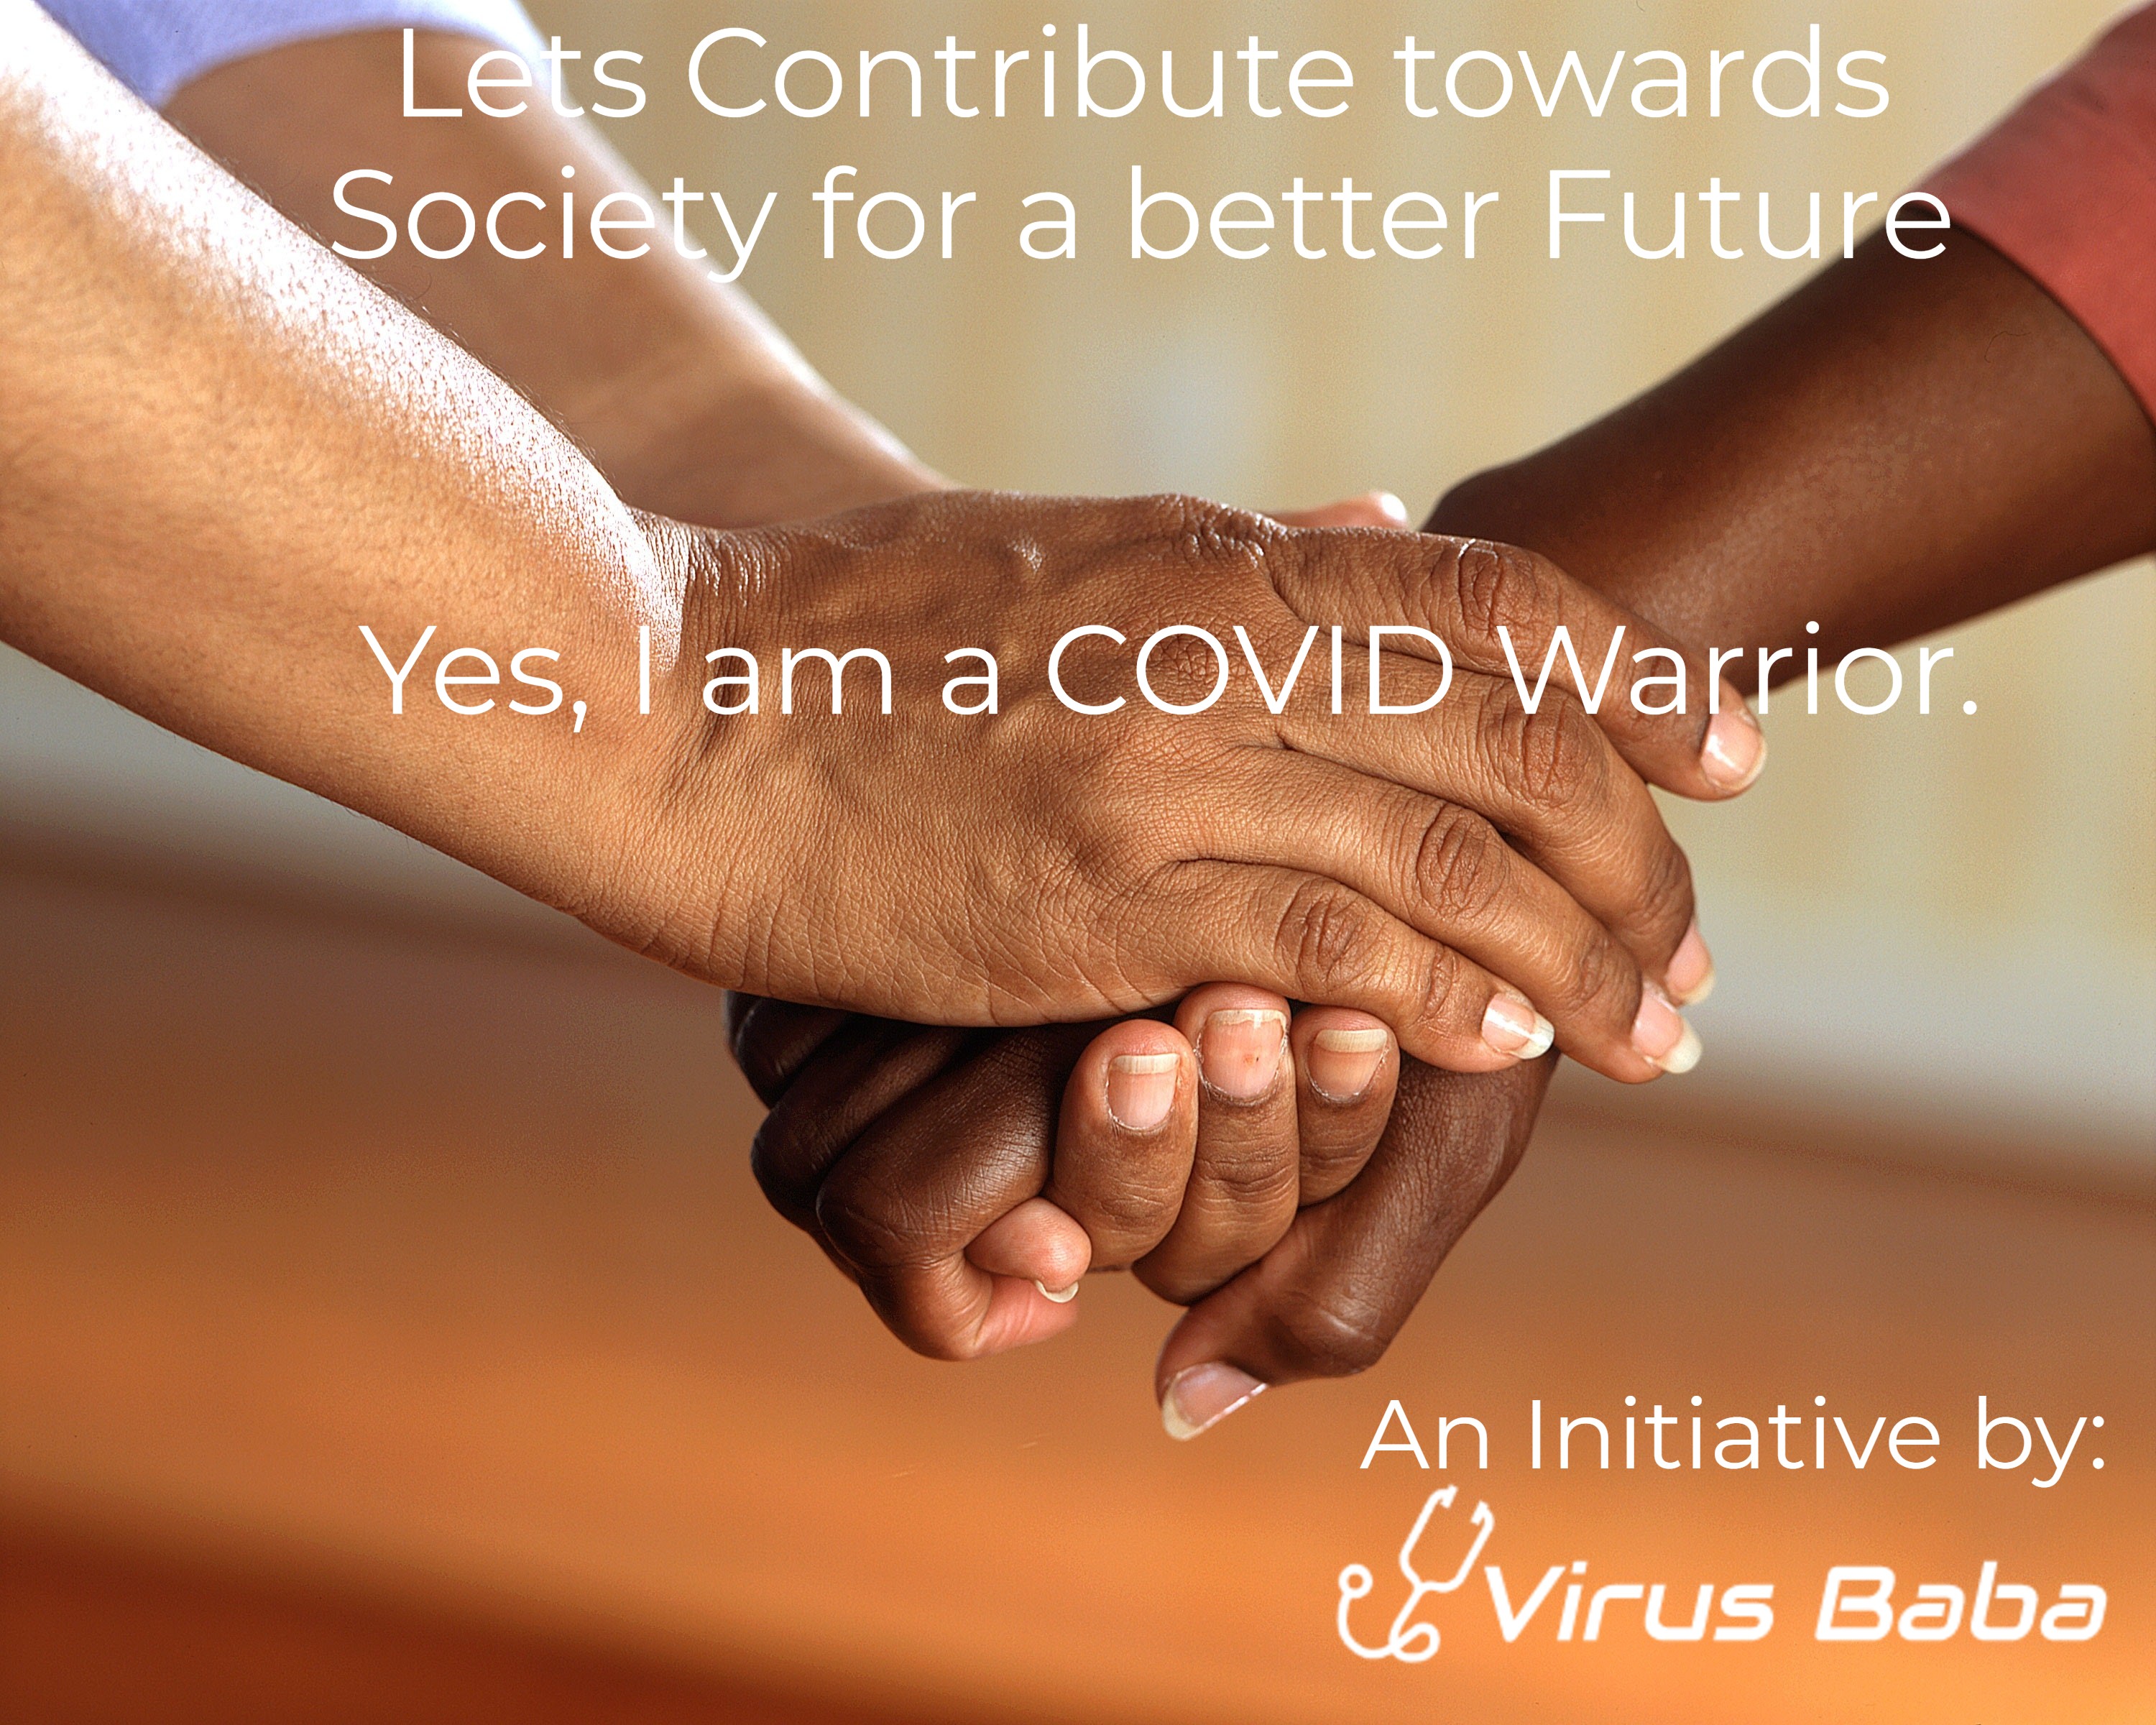 Lets Contribute towards
Society for a better Future
Yes, I am a COVID Warrior.
An Initiative by:
Virus Baba